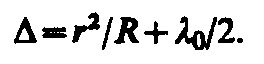 Δ = r²/R + λ₀/2.